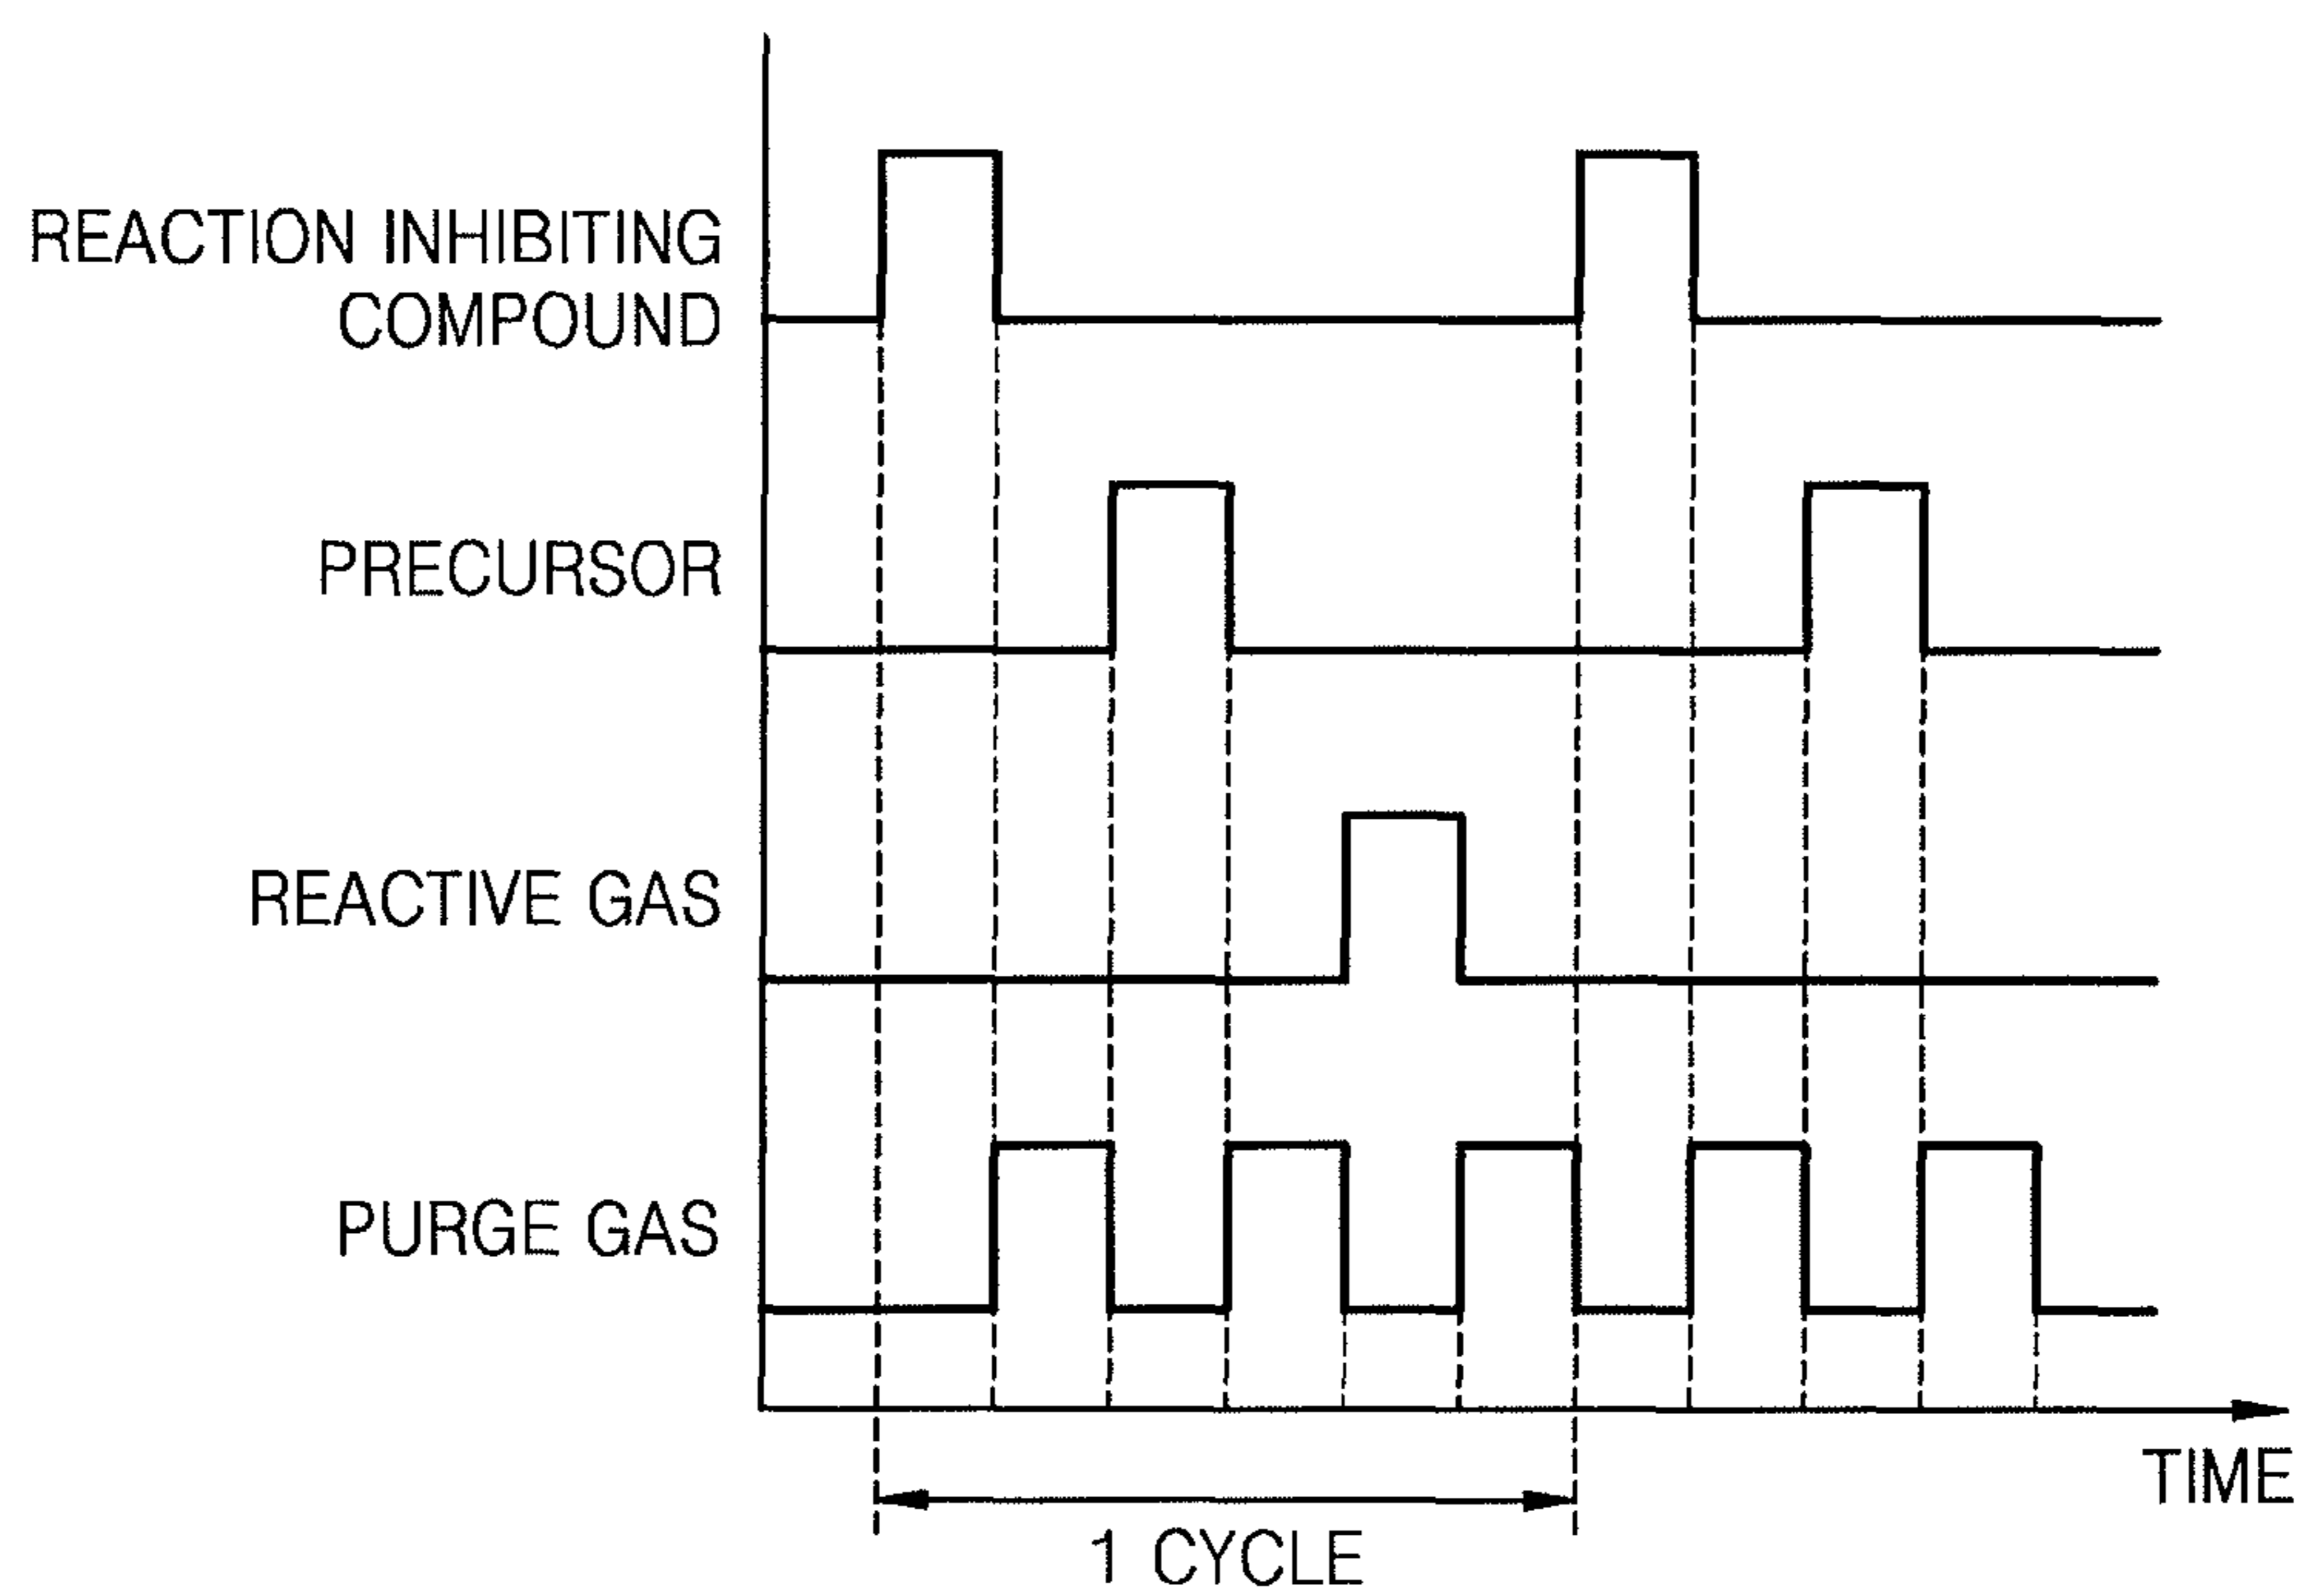 REACTION INHIBITING
COMPOUND
PRECURSOR
REACTIVE GAS
PURGE GAS
TIME
1 CYCLE